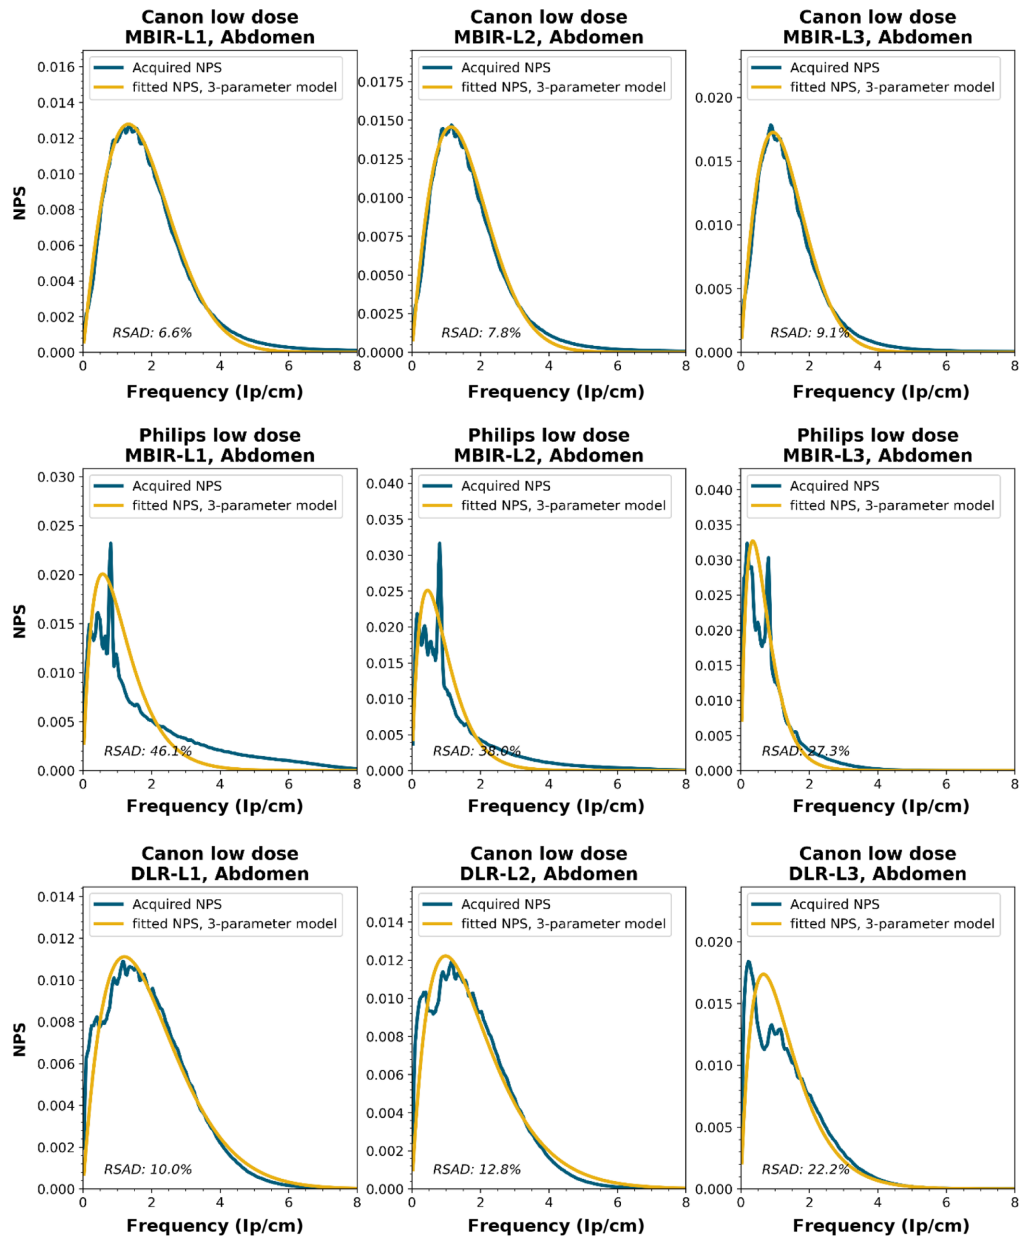 Canon low dose
MBIR-L1, Abdomen
Canon low dose
MBIR-L2, Abdomen
Canon low dose
MBIR-L3, Abdomen
NPS
0.016
0.014
0.012
0.010
0.008
0.006
0.004
0.002
0.000
Acquired NPS
fitted NPS, 3-parameter model
RSAD: 6.6%
0 2 4 6 8
Frequency (lp/cm)
0.0175
0.0150
0.0125
0.0100
0.0075
0.0050
0.0025
0.0000
Acquired NPS
fitted NPS, 3-parameter model
RSAD: 7.8%
0 2 4 6 8
Frequency (lp/cm)
0.020
0.015
0.010
0.005
0.000
Acquired NPS
fitted NPS, 3-parameter model
RSAD: 9.1%
0 2 4 6 8
Frequency (lp/cm)
Philips low dose
MBIR-L1, Abdomen
Philips low dose
MBIR-L2, Abdomen
Philips low dose
MBIR-L3, Abdomen
NPS
0.030
0.025
0.020
0.015
0.010
0.005
0.000
Acquired NPS
fitted NPS, 3-parameter model
RSAD: 46.1%
0 2 4 6 8
Frequency (lp/cm)
0.040
0.035
0.030
0.025
0.020
0.015
0.010
0.005
0.000
Acquired NPS
fitted NPS, 3-parameter model
RSAD: 38.0%
0 2 4 6 8
Frequency (lp/cm)
0.040
0.035
0.030
0.025
0.020
0.015
0.010
0.005
0.000
Acquired NPS
fitted NPS, 3-parameter model
RSAD: 27.3%
0 2 4 6 8
Frequency (lp/cm)
Canon low dose
DLR-L1, Abdomen
Canon low dose
DLR-L2, Abdomen
Canon low dose
DLR-L3, Abdomen
NPS
0.014
0.012
0.010
0.008
0.006
0.004
0.002
0.000
Acquired NPS
fitted NPS, 3-parameter model
RSAD: 10.0%
0 2 4 6 8
Frequency (lp/cm)
0.014
0.012
0.010
0.008
0.006
0.004
0.002
0.000
Acquired NPS
fitted NPS, 3-parameter model
RSAD: 12.8%
0 2 4 6 8
Frequency (lp/cm)
0.020
0.015
0.010
0.005
0.000
Acquired NPS
fitted NPS, 3-parameter model
RSAD: 22.2%
0 2 4 6 8
Frequency (lp/cm)